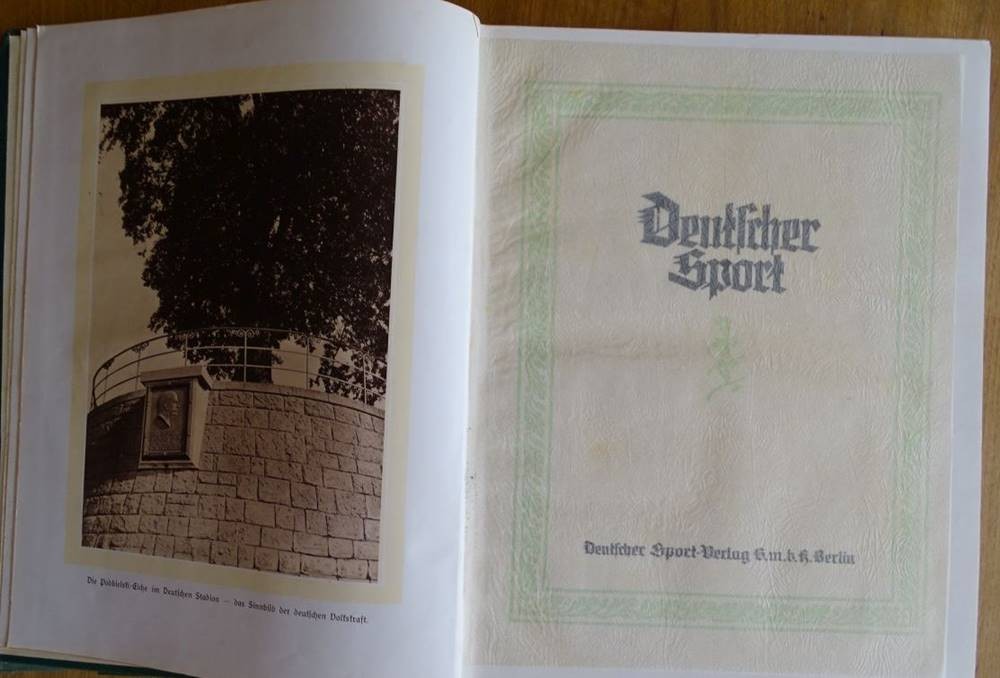 Die Podbielski-Eiche im Deutschen Stadion — das Sinnbild der deutschen Volkskraft.
Deutscher
Sport
Deutscher Sport-Verlag G.m.b.H. Berlin